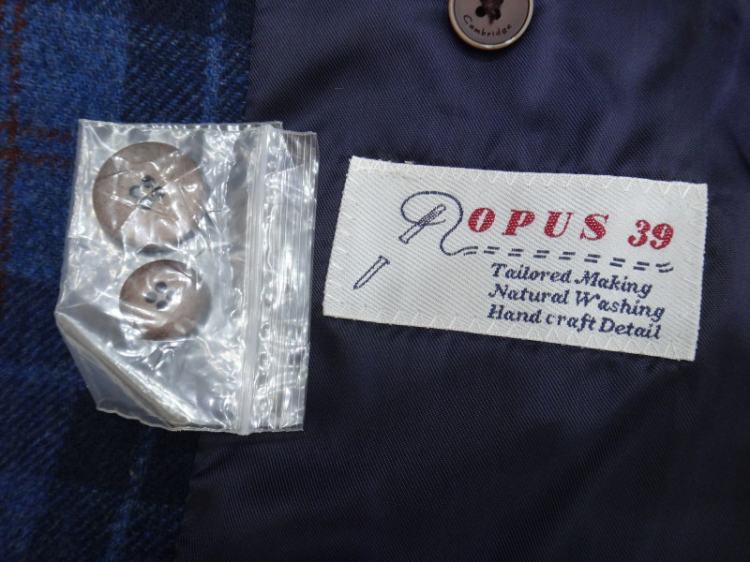 Cambridge
OPUS 39
Tailored Making
Natural Washing
Hand craft Detail